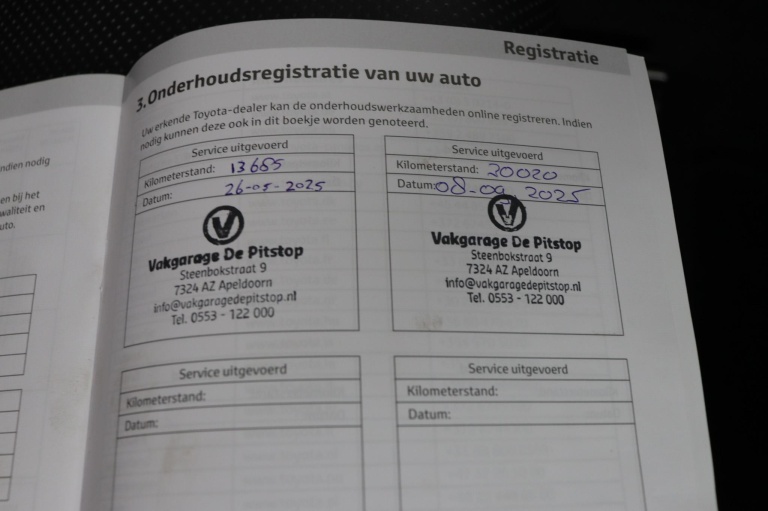 Registratie
3.Onderhoudsregistratie van uw auto
Uw erkende Toyota-dealer kan de onderhoudswerkzaamheden online registreren. Indien
nodig kunnen deze ook in dit boekje worden genoteerd.
Service uitgevoerd
Kilometerstand: 13665
Datum: 26-05-2025
V
Vakgarage De Pitstop
Steenbokstraat 9
7324 AZ Apeldoorn
info@vakgaragedepitstop.nl
Tel. 0553 - 122 000
Service uitgevoerd
Kilometerstand: 20020
Datum: 08-09 2025
V
Vakgarage De Pitstop
Steenbokstraat 9
7324 AZ Apeldoorn
info@vakgaragedepitstop.nl
Tel. 0553 - 122 000
Service uitgevoerd
Kilometerstand:
Datum:
Service uitgevoerd
Kilometerstand:
Datum:
indien nodig
en bij het
waliteit en
uto.